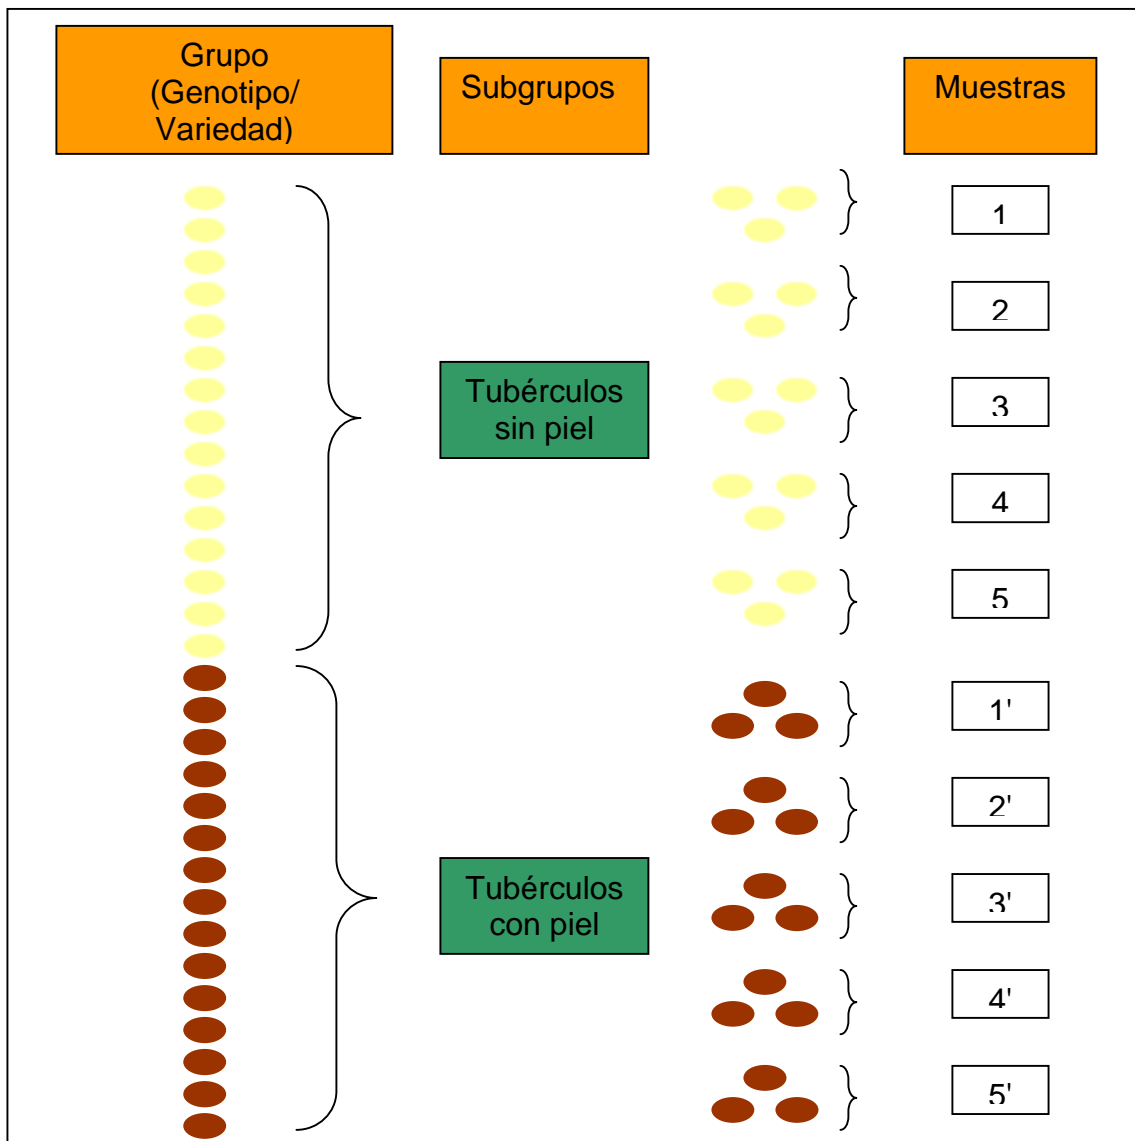 Grupo
(Genotipo/
Variedad)
Subgrupos
Muestras
1
2
Tubérculos
sin piel
3
4
5
1'
2'
Tubérculos
con piel
3'
4'
5'